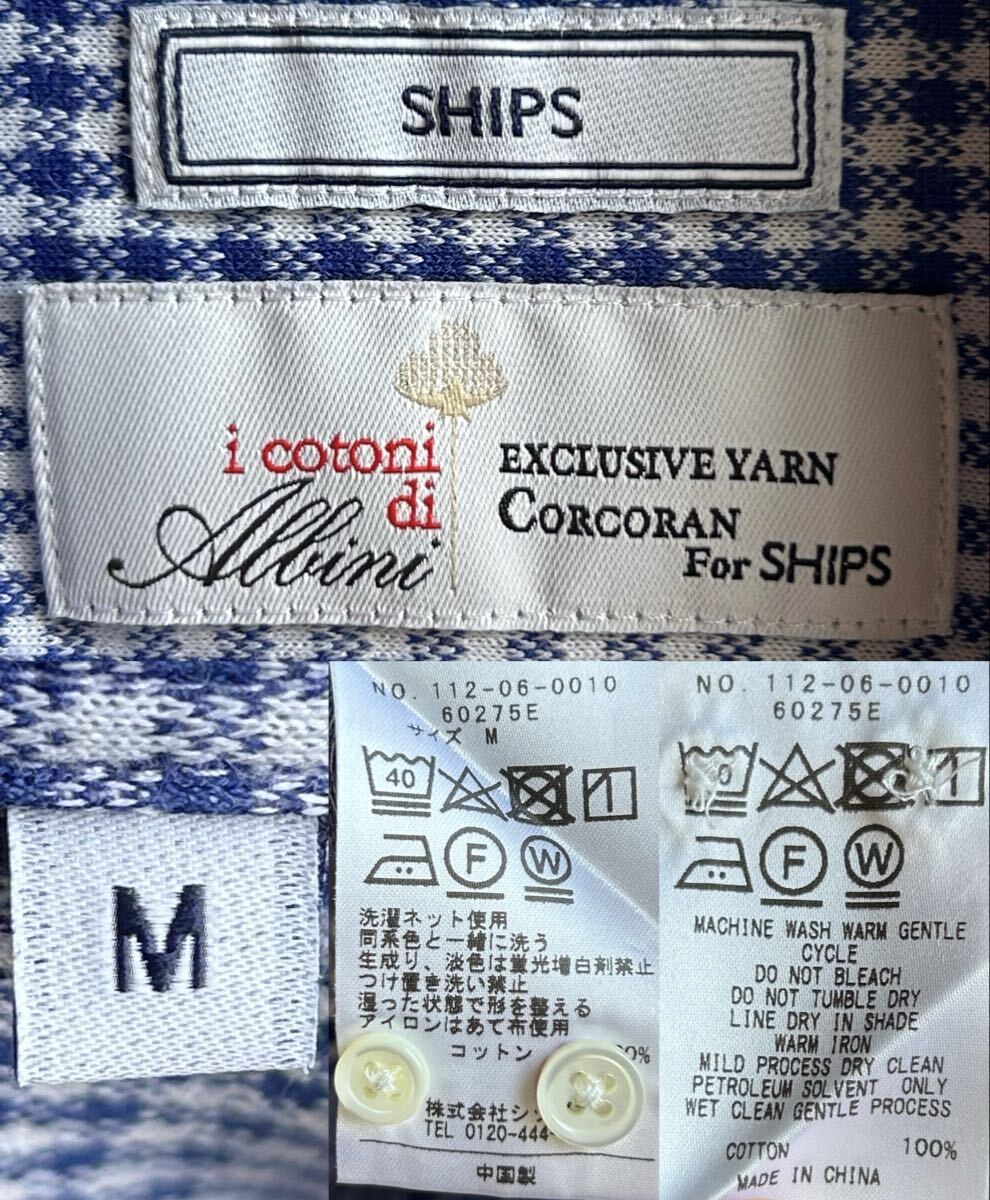 SHIPS
i cotoni
di
Albini
EXCLUSIVE YARN
CORCORAN
For SHIPS
M
NO. 112-06-0010
60275E
サイズ M
40
F
W
洗濯ネット使用
同系色と一緒に洗う
生成り、淡色は蛍光増白剤禁止
つけ置き洗い禁止
湿った状態で形を整える
アイロンはあて布使用
コットン
株式会社シッ
TEL 0120-444-
中国製
NO. 112-06-0010
60275E
F
W
MACHINE WASH WARM GENTLE
CYCLE
DO NOT BLEACH
DO NOT TUMBLE DRY
LINE DRY IN SHADE
WARM IRON
MILD PROCESS DRY CLEAN
PETROLEUM SOLVENT ONLY
WET CLEAN GENTLE PROCESS
COTTON 100%
MADE IN CHINA